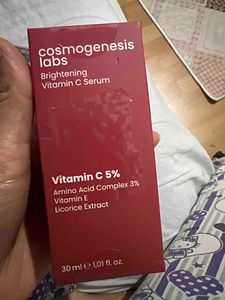 cosmogenesis
labs
Brightening
Vitamin C Serum
Vitamin C 5%
Amino Acid Complex 3%
Vitamin E
Licorice Extract
30 ml ℮ 1,01 fl. oz.